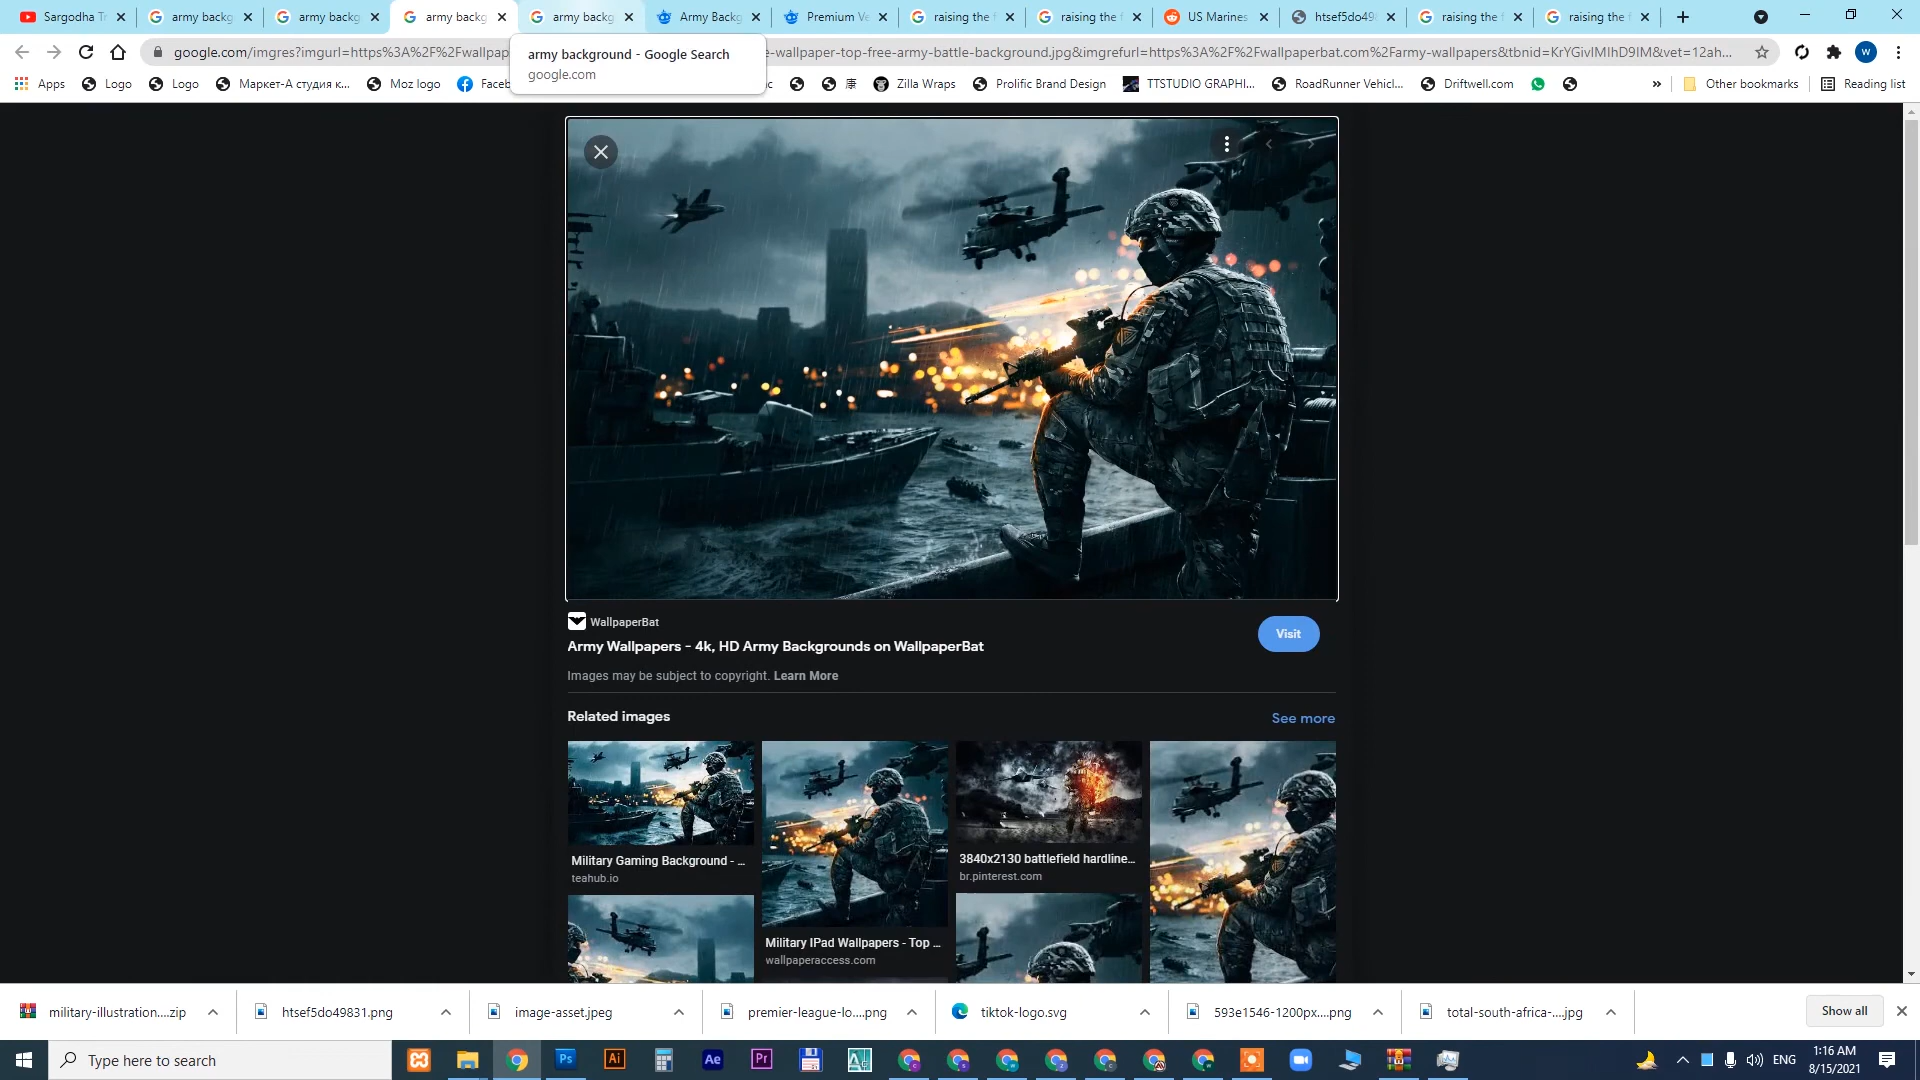 Sargodha Tr
army backg
army backg
army backg
army backg
Army Backg
Premium Ve
raising the f
raising the f
US Marines
htsef5do498
raising the f
raising the f
google.com/imgres?imgurl=https%3A%2F%2Fwallpap
e-wallpaper-top-free-army-battle-background.jpg&imgrefurl=https%3A%2F%2Fwallpaperbat.com%2Farmy-wallpapers&tbnid=KrYGivIMIhD9IM&vet=12ah...
W
army background - Google Search
google.com
Apps
Logo
Logo
Маркет-А студия к...
Moz logo
Faceb
c
康
Zilla Wraps
Prolific Brand Design
TTSTUDIO GRAPHI...
RoadRunner Vehicl...
Driftwell.com
»
Other bookmarks
Reading list
WallpaperBat
Army Wallpapers - 4k, HD Army Backgrounds on WallpaperBat
Visit
Images may be subject to copyright. Learn More
Related images
See more
Military Gaming Background - ...
teahub.io
Military IPad Wallpapers - Top ...
wallpaperaccess.com
3840x2130 battlefield hardline...
br.pinterest.com
military-illustration....zip
htsef5do49831.png
image-asset.jpeg
premier-league-lo....png
tiktok-logo.svg
593e1546-1200px....png
total-south-africa-....jpg
Show all
Type here to search
Ps
Ai
Ae
Pr
ENG
1:16 AM
8/15/2021